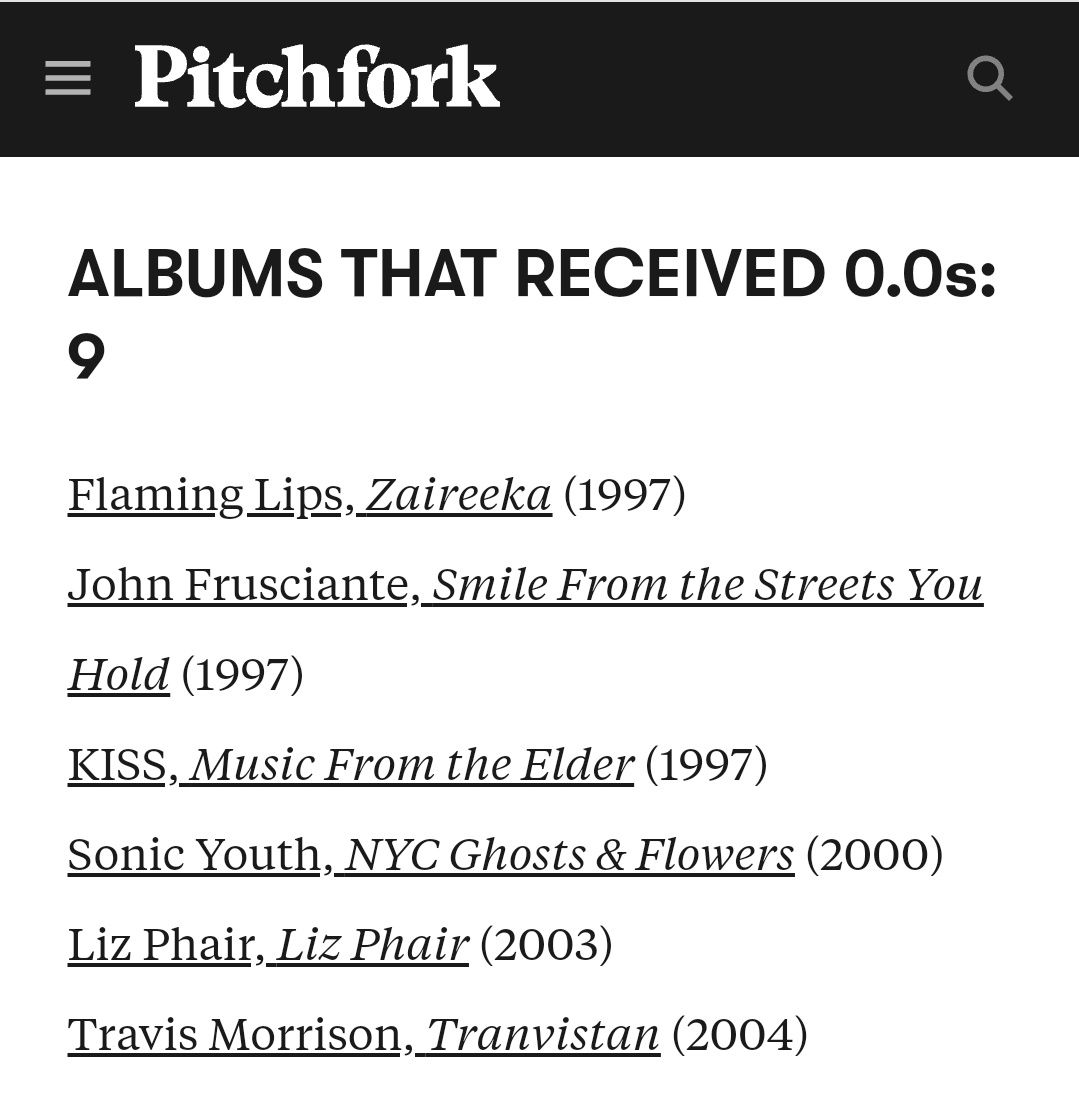 Pitchfork
ALBUMS THAT RECEIVED 0.0s:
9
Flaming Lips, Zaireeka (1997)
John Frusciante, Smile From the Streets You
Hold (1997)
KISS, Music From the Elder (1997)
Sonic Youth, NYC Ghosts & Flowers (2000)
Liz Phair, Liz Phair (2003)
Travis Morrison, Tranvistan (2004)